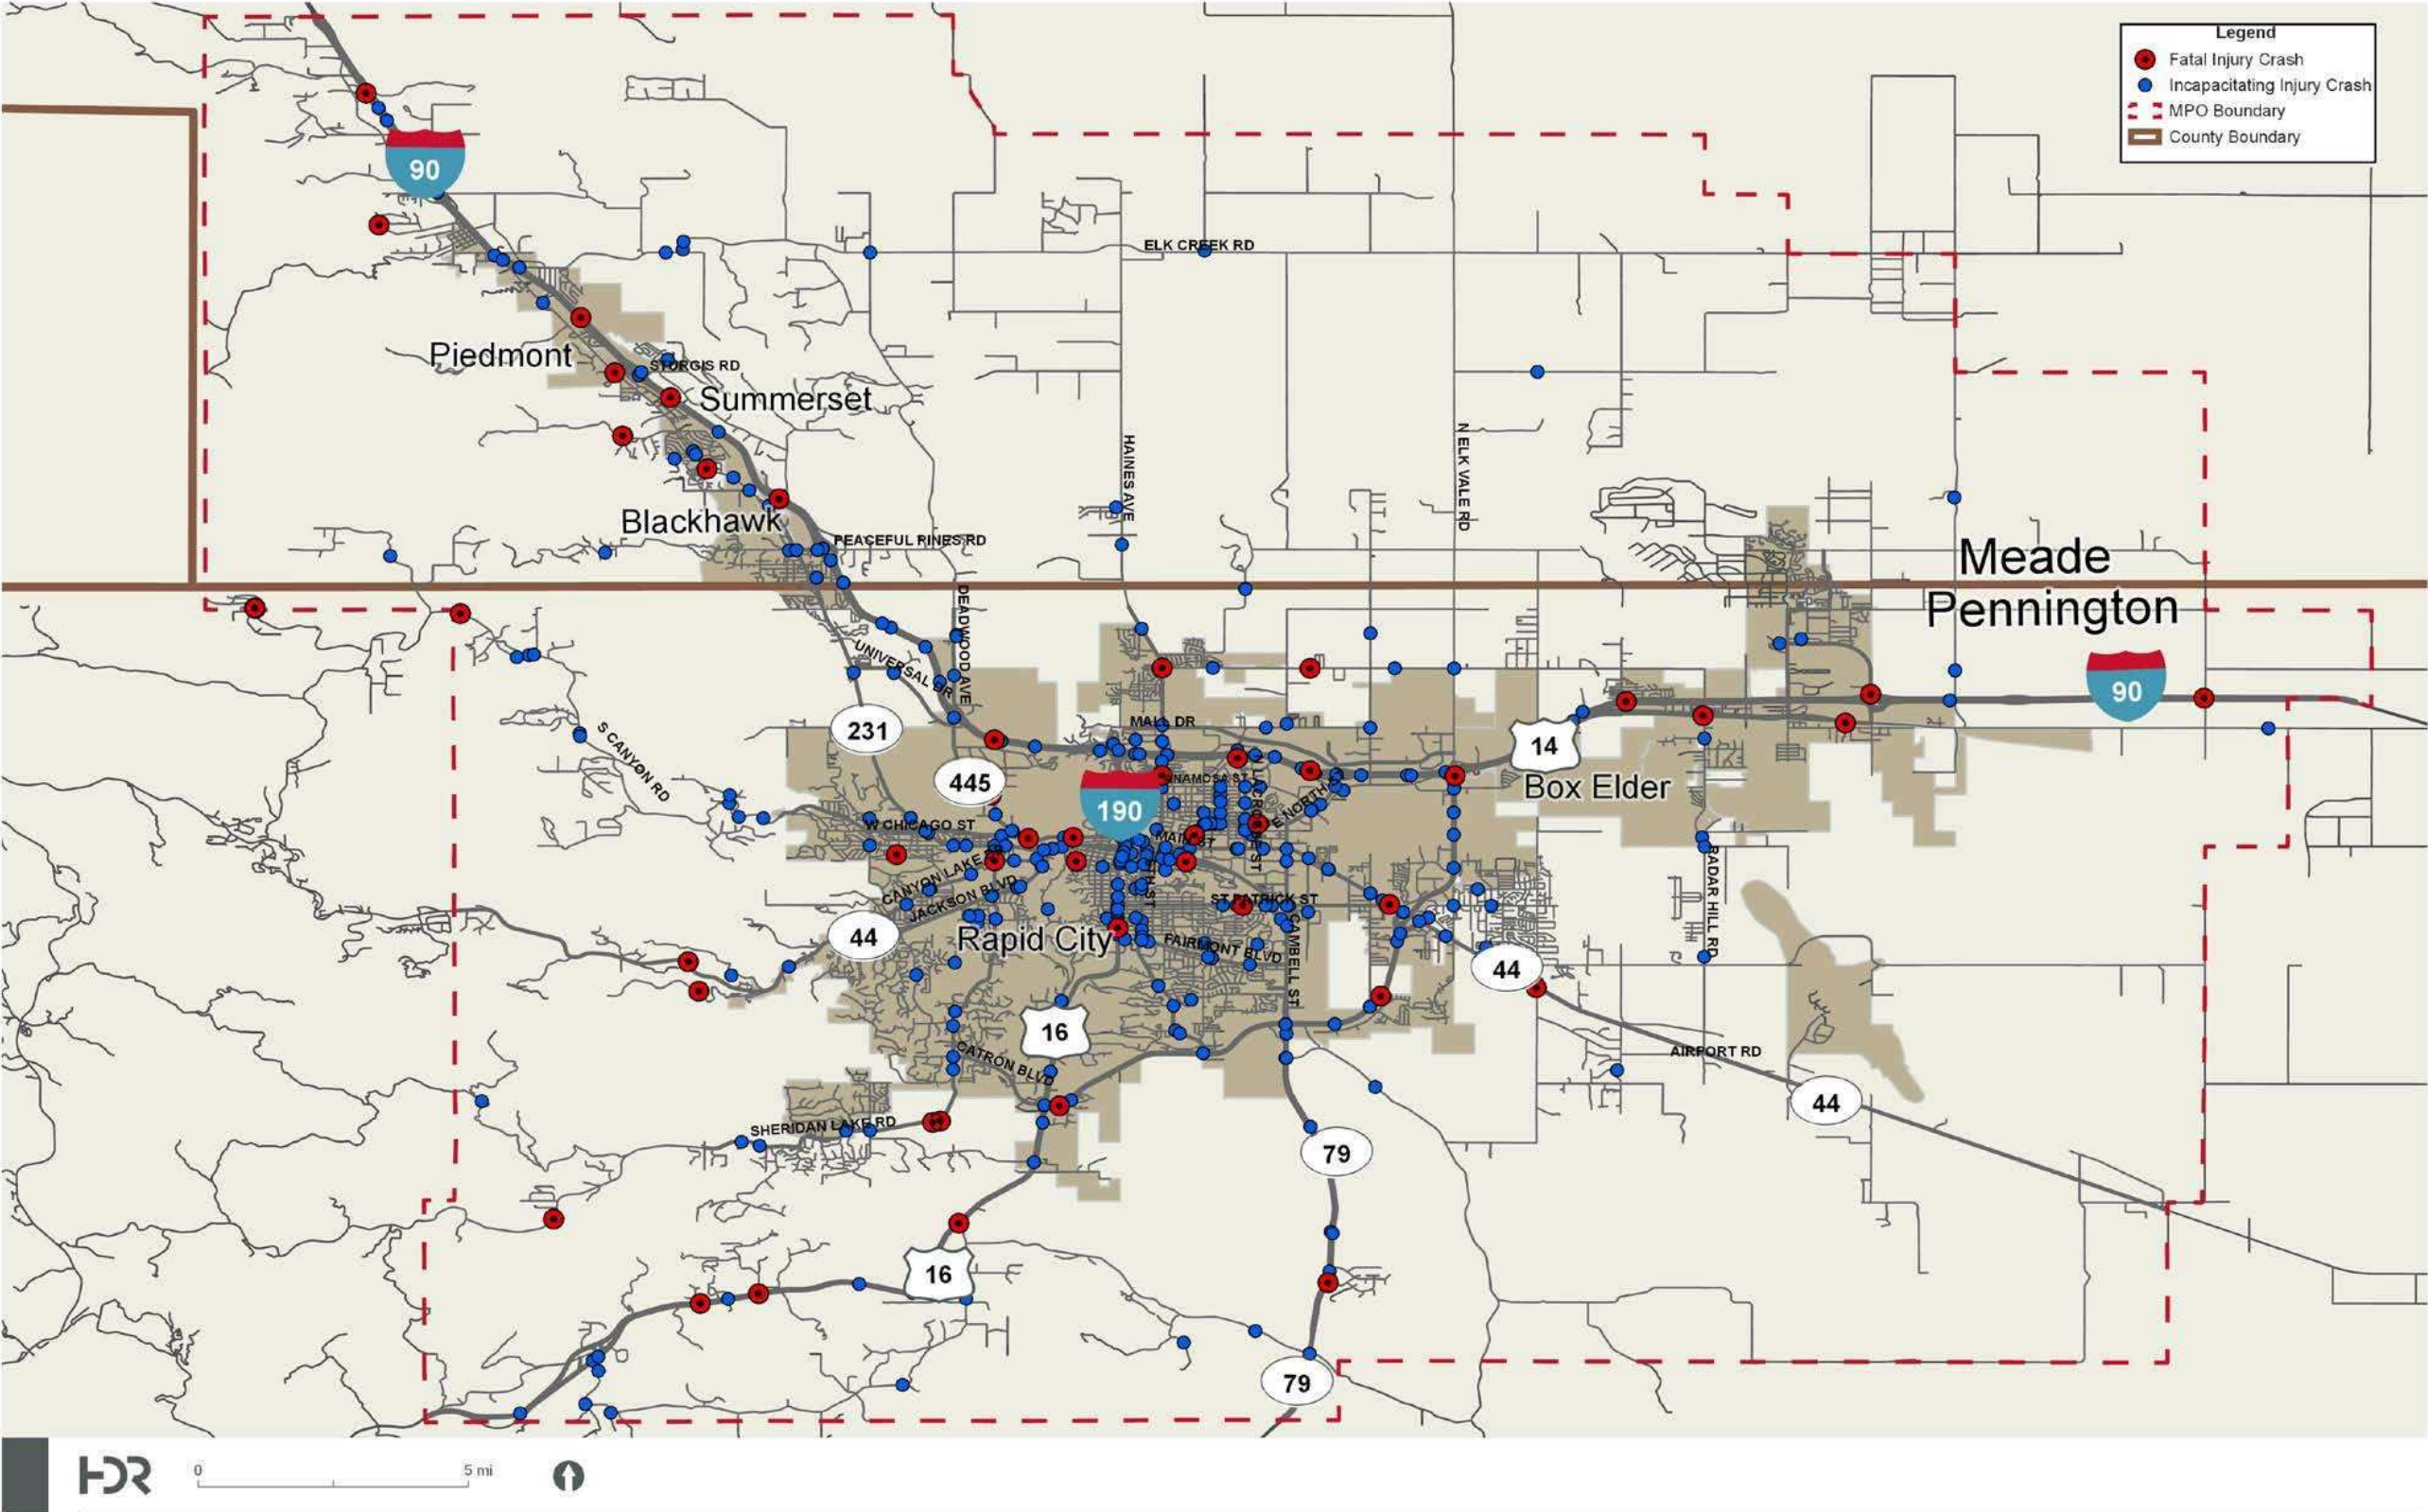 Legend
Fatal Injury Crash
Incapacitating Injury Crash
MPO Boundary
County Boundary
90
ELK CREEK RD
Piedmont
STURGIS RD
Summerset
HAINES AVE
N ELK VALE RD
Blackhawk
PEACEFUL PINES RD
Meade
Pennington
DEADWOOD AVE
UNIVERSAL DR
90
231
MALL DR
S CANYON RD
14
445
Box Elder
190
E NORTH
W CHICAGO ST
MAIN ST
CANYON LAKE
JACKSON BLVD
5TH ST
RADAR HILL RD
ST PATRICK ST
44
Rapid City
FAIRMONT BLVD
CAMBELL ST
44
16
CATRON BLVD
AIRPORT RD
44
SHERIDAN LAKE RD
79
16
79
HDR
0
5 mi